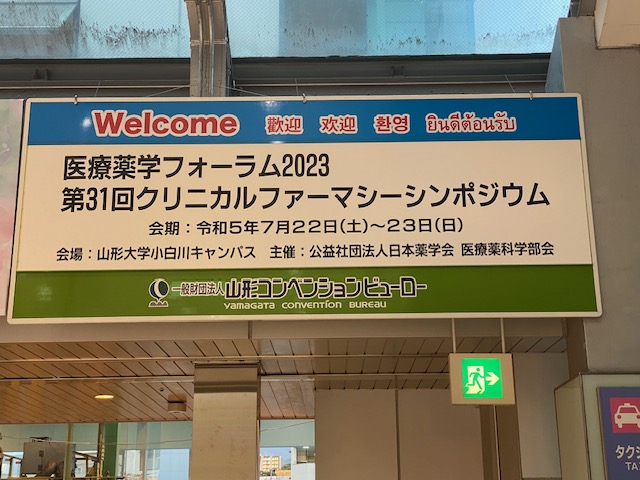 Welcome 歡迎 欢迎 환영 ยินดีต้อนรับ
医療薬学フォーラム2023
第31回クリニカルファーマシーシンポジウム
会期：令和5年7月22日(土)～23日(日)
会場：山形大学小白川キャンパス 主催：公益社団法人日本薬学会 医療薬科学部会
一般財団法人 山形コンベンションビューロー
YAMAGATA CONVENTION BUREAU
タクシ
TA